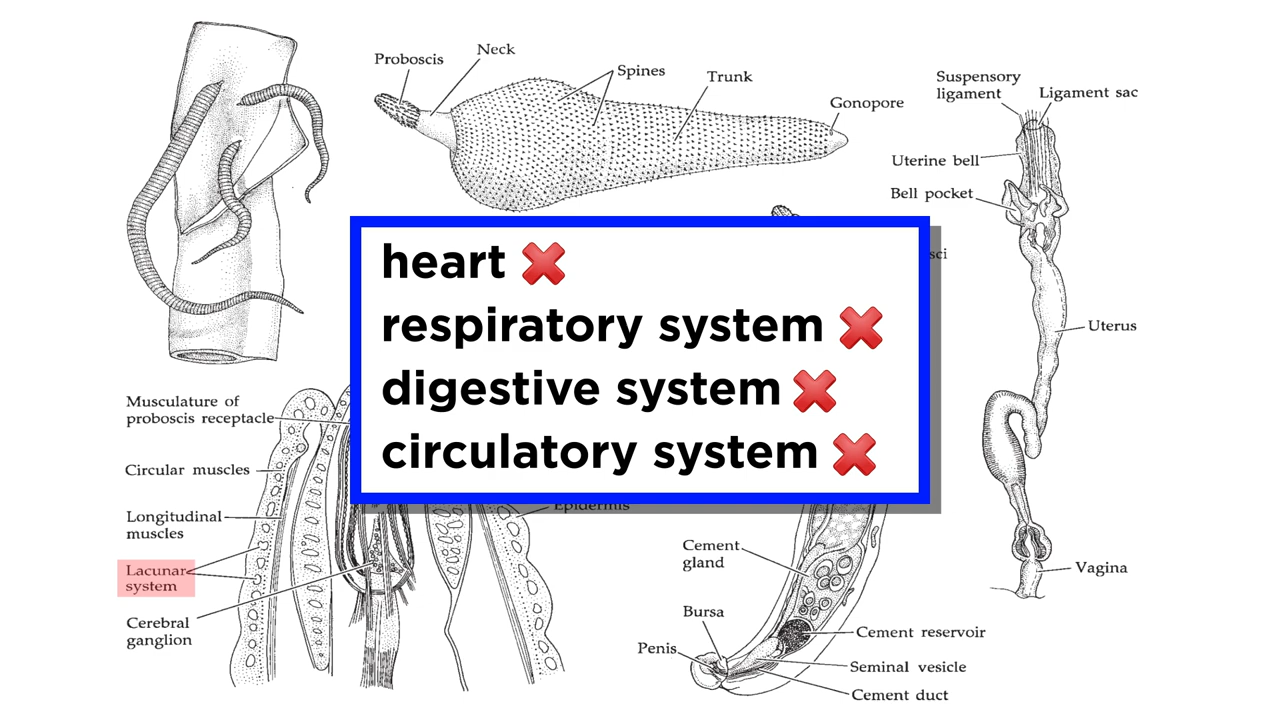 Proboscis
Neck
Spines
Trunk
Gonopore
Suspensory
ligament
Ligament sac
Uterine bell
Bell pocket
sci
heart
respiratory system
digestive system
circulatory system
Uterus
Musculature of
proboscis receptacle
Circular muscles
Longitudinal
muscles
Lacunar
system
Cerebral
ganglion
Epidermis
Cement
gland
Bursa
Penis
Cement reservoir
Seminal vesicle
Cement duct
Vagina